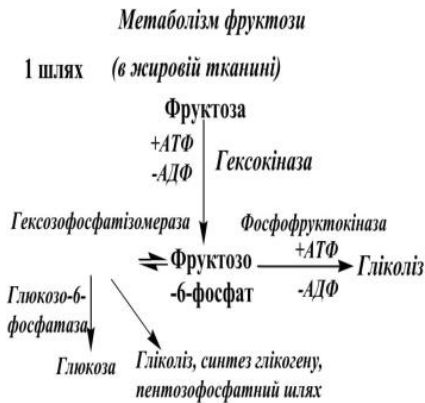 Метаболізм фруктози
1 шлях (в жировій тканині)
Фруктоза
+АТФ
-АДФ
Гексокіназа
Гексозофосфатізомераза
Фосфофруктокіназа
+АТФ
-АДФ
⇌ Фруктозо
-6-фосфат
Гліколіз
Глюкозо-6-
фосфатаза
Глюкоза
Гліколіз, синтез глікогену,
пентозофосфатний шлях